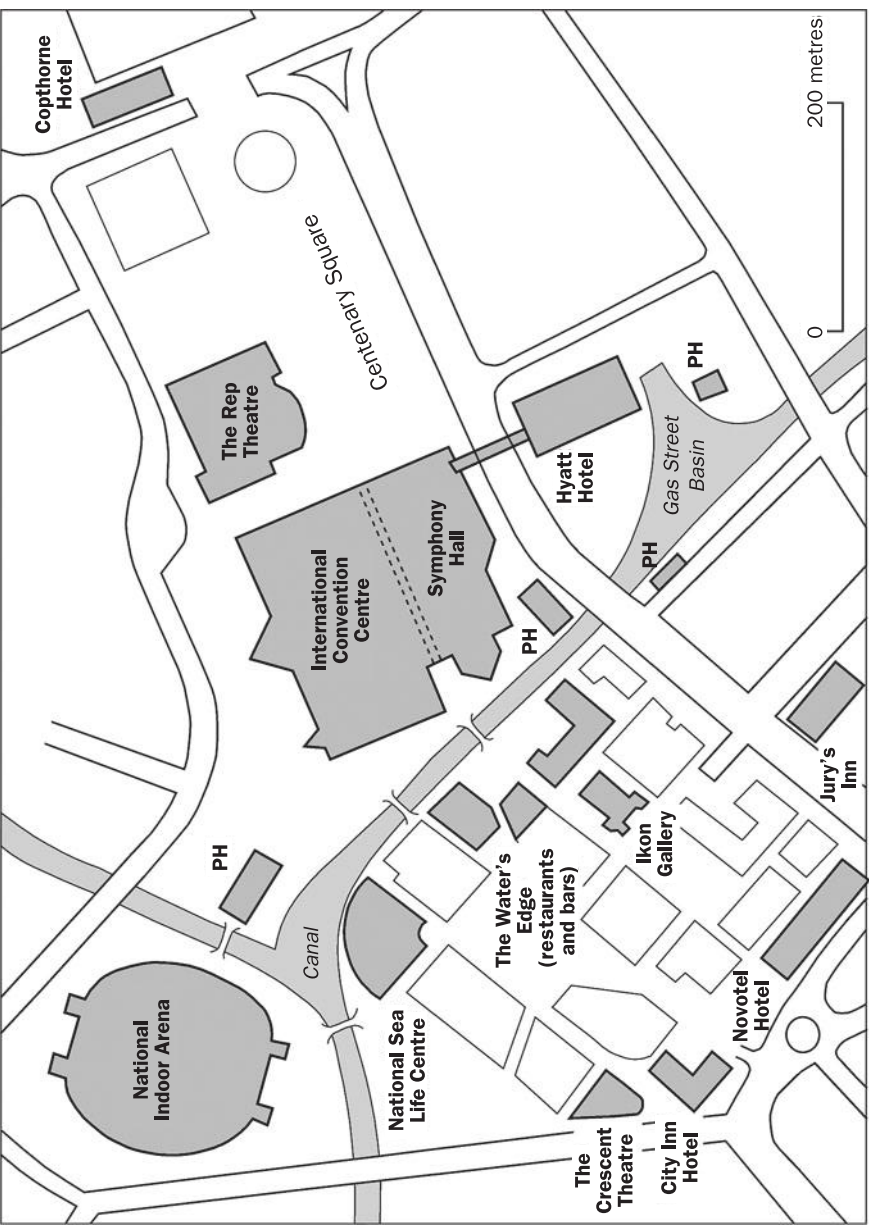 Copthorne
Hotel
National
Indoor Arena
PH
The Rep
Theatre
Canal
International
Convention
Centre
Centenary Square
National Sea
Life Centre
Symphony
Hall
The Water's
Edge
(restaurants
and bars)
PH
Hyatt
Hotel
The
Crescent
Theatre
PH
Ikon
Gallery
City Inn
Hotel
Gas Street
Basin
PH
Novotel
Hotel
Jury's
Inn
0
200 metres